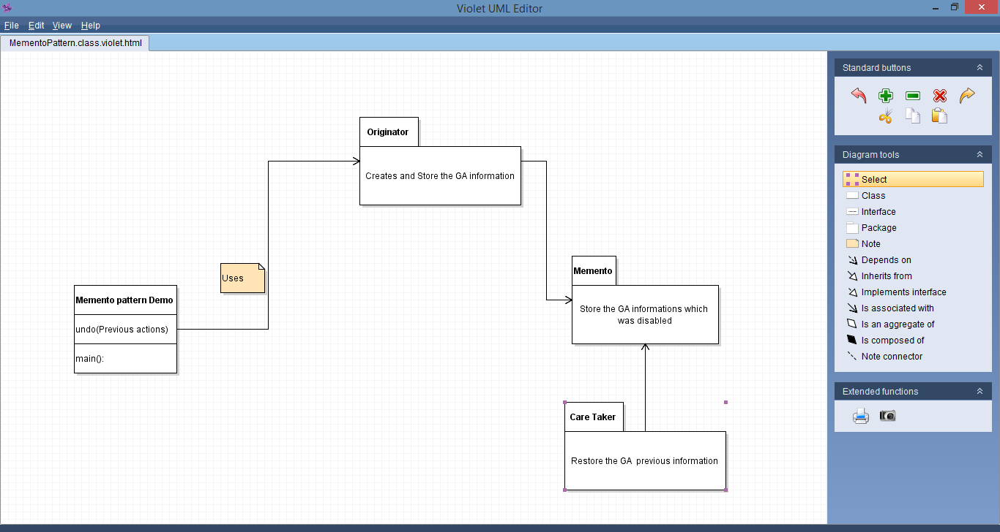 Violet UML Editor
File Edit View Help
MementoPattern.class.violet.html
Originator
Creates and Store the GA information
Uses
Memento pattern Demo
undo(Previous actions)
main():
Memento
Store the GA informations which
was disabled
Care Taker
Restore the GA  previous information
Standard buttons
Diagram tools
Select
Class
Interface
Package
Note
Depends on
Inherits from
Implements interface
Is associated with
Is an aggregate of
Is composed of
Note connector
Extended functions